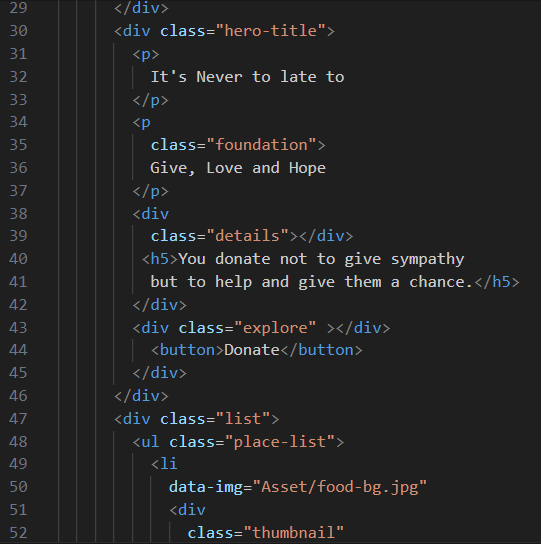 29 </div>
30 <div class="hero-title">
31 <p>
32 It's Never to late to
33 </p>
34 <p
35 class="foundation">
36 Give, Love and Hope
37 </p>
38 <div
39 class="details"></div>
40 <h5>You donate not to give sympathy
41 but to help and give them a chance.</h5>
42 </div>
43 <div class="explore" ></div>
44 <button>Donate</button>
45 </div>
46 </div>
47 <div class="list">
48 <ul class="place-list">
49 <li
50 data-img="Asset/food-bg.jpg"
51 <div
52 class="thumbnail"